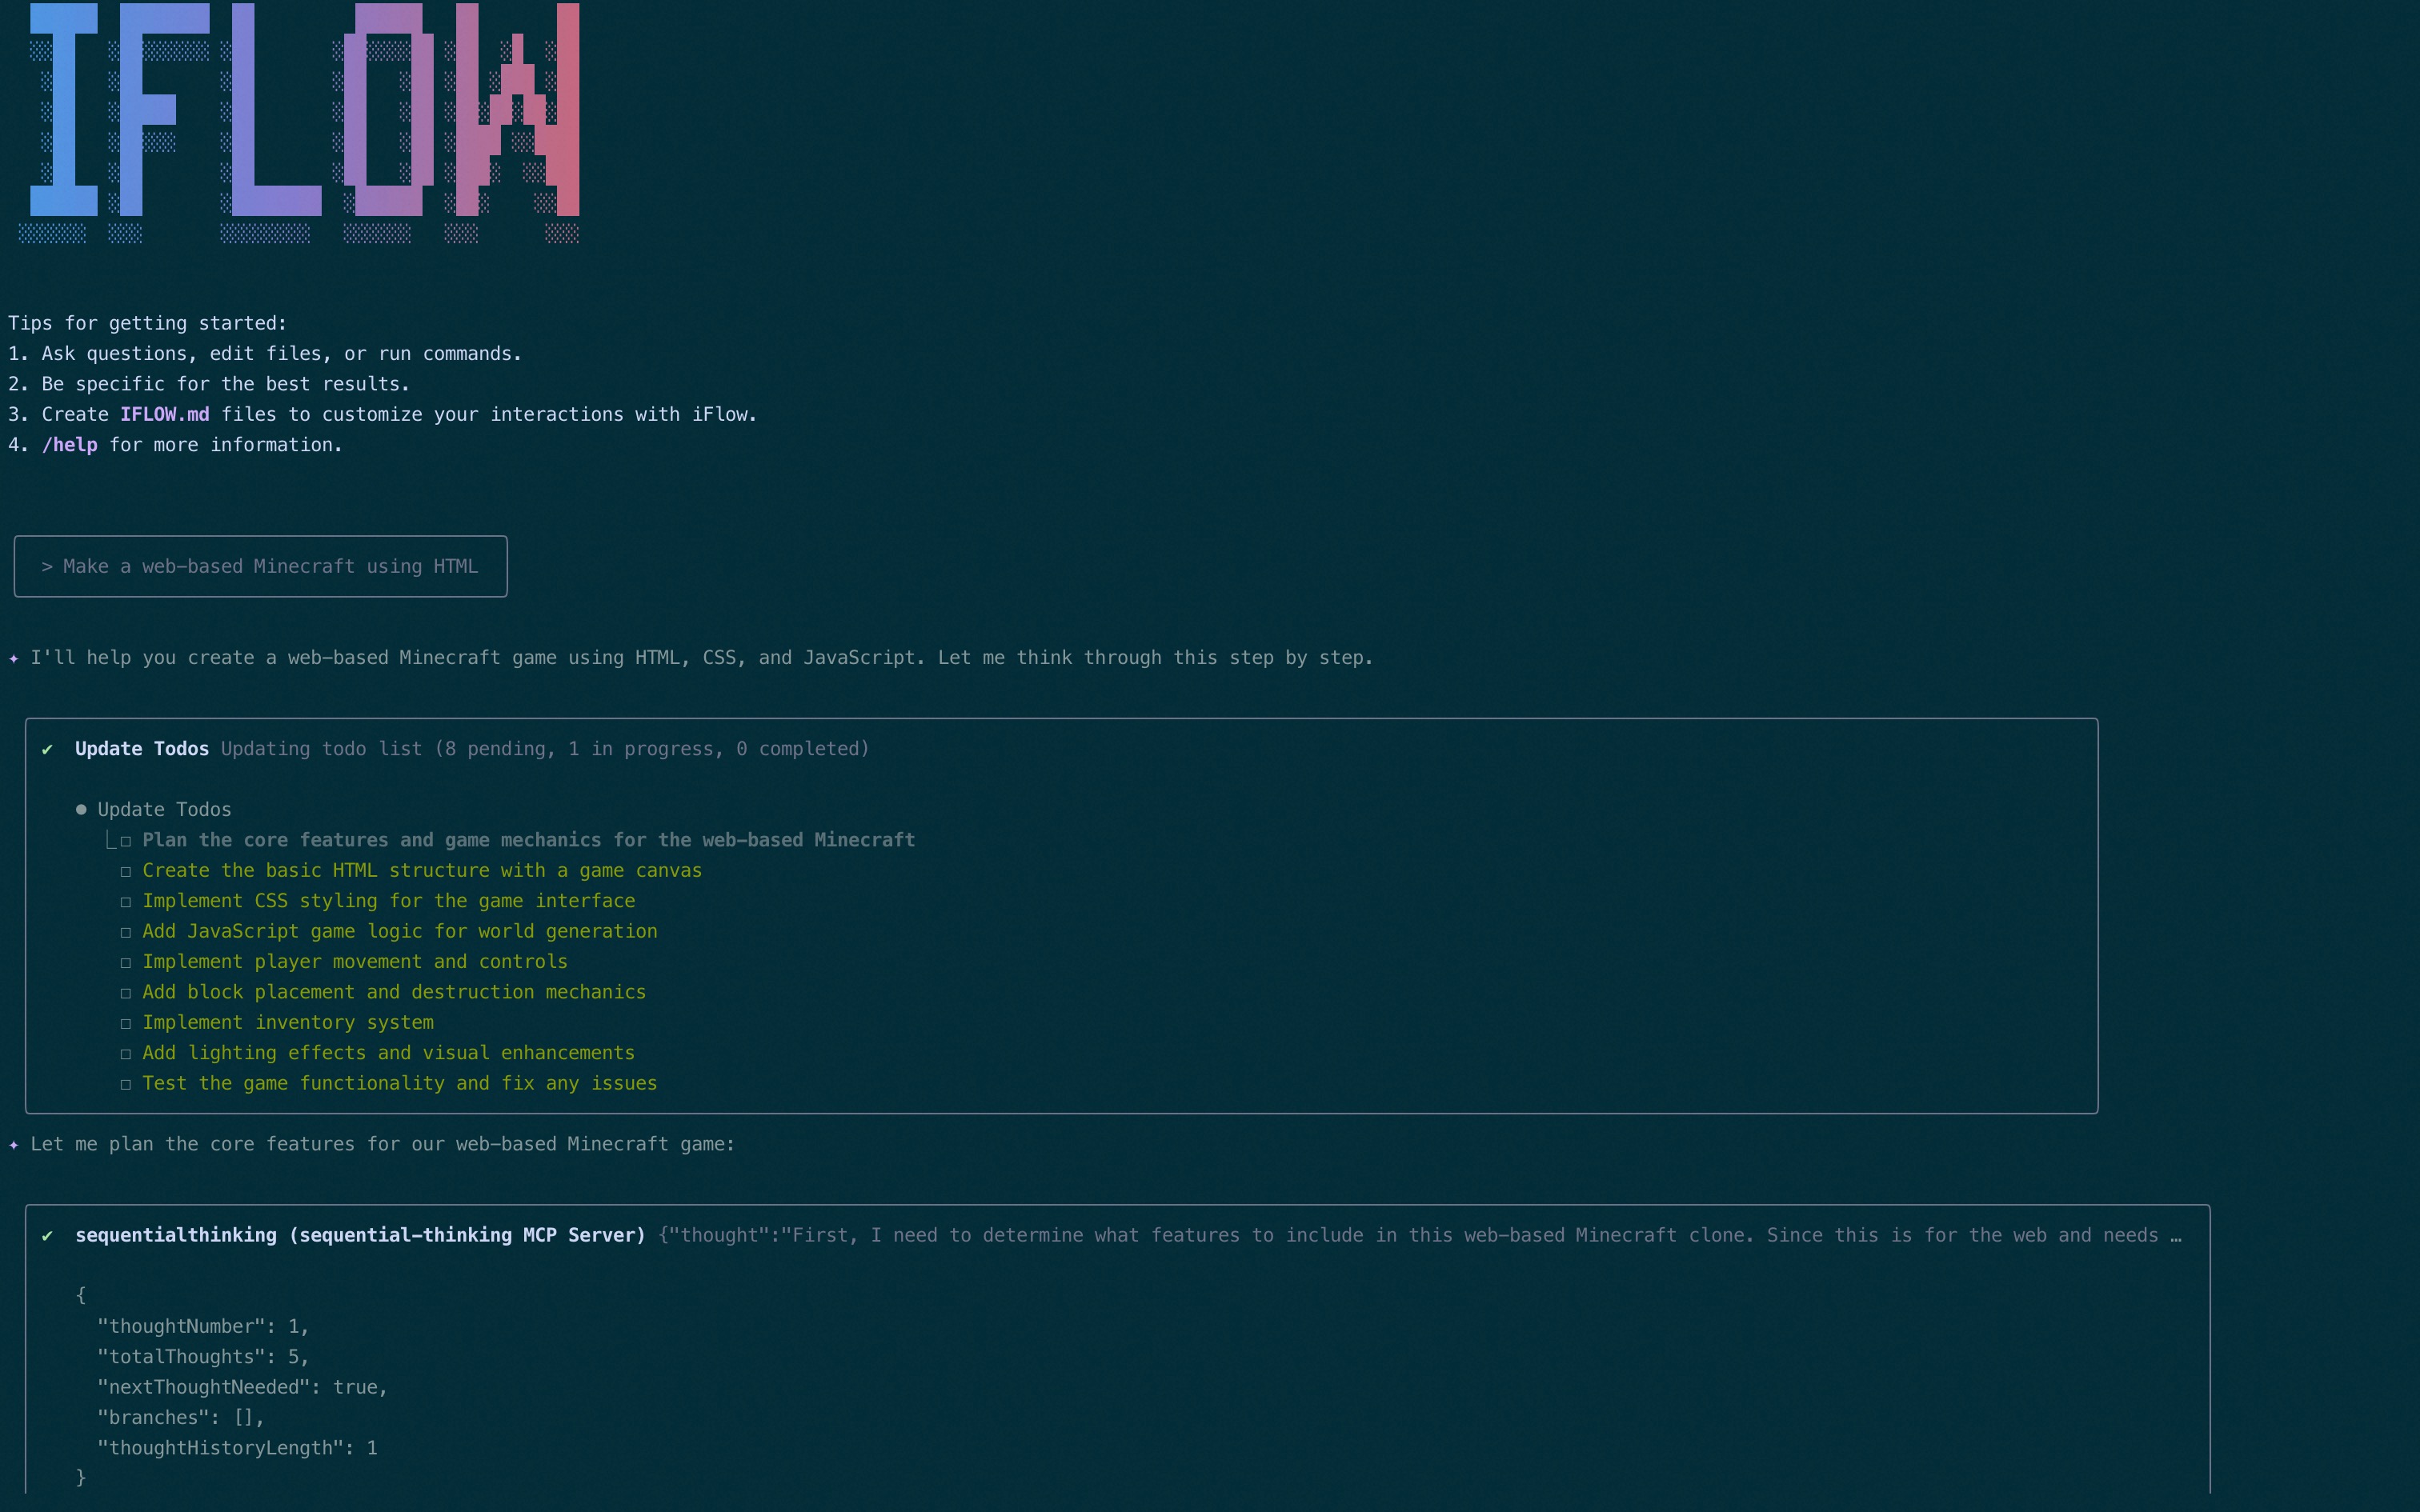 IFLOW
Tips for getting started:
1. Ask questions, edit files, or run commands.
2. Be specific for the best results.
3. Create IFLOW.md files to customize your interactions with iFlow.
4. /help for more information.
> Make a web-based Minecraft using HTML
✦ I'll help you create a web-based Minecraft game using HTML, CSS, and JavaScript. Let me think through this step by step.
✔ Update Todos Updating todo list (8 pending, 1 in progress, 0 completed)
● Update Todos
☐ Plan the core features and game mechanics for the web-based Minecraft
☐ Create the basic HTML structure with a game canvas
☐ Implement CSS styling for the game interface
☐ Add JavaScript game logic for world generation
☐ Implement player movement and controls
☐ Add block placement and destruction mechanics
☐ Implement inventory system
☐ Add lighting effects and visual enhancements
☐ Test the game functionality and fix any issues
✦ Let me plan the core features for our web-based Minecraft game:
✔ sequentialthinking (sequential-thinking MCP Server) {"thought":"First, I need to determine what features to include in this web-based Minecraft clone. Since this is for the web and needs …
{
"thoughtNumber": 1,
"totalThoughts": 5,
"nextThoughtNeeded": true,
"branches": [],
"thoughtHistoryLength": 1
}